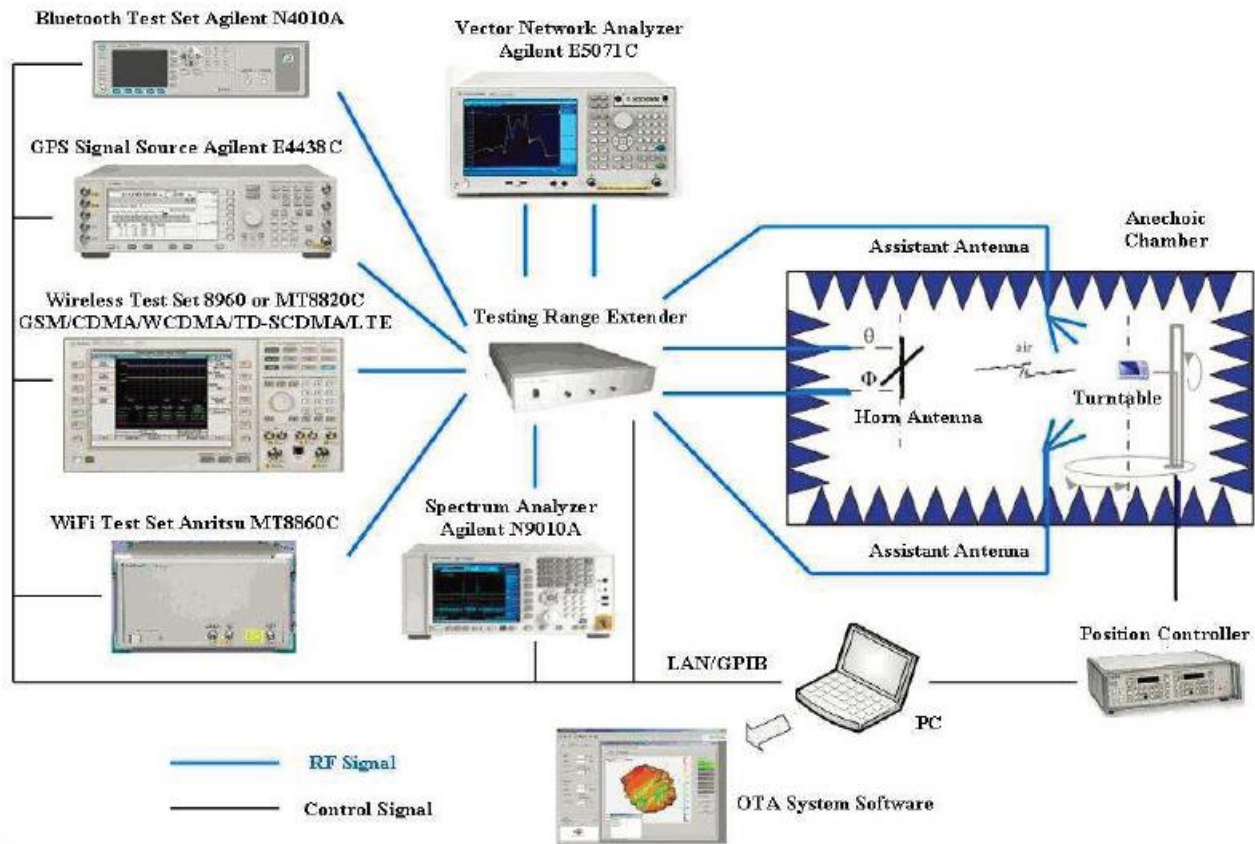 Bluetooth Test Set Agilent N4010A
Vector Network Analyzer
Agilent E5071C
GPS Signal Source Agilent E4438C
Anechoic
Chamber
Assistant Antenna
Wireless Test Set 8960 or MT8820C
GSM/CDMA/WCDMA/TD-SCDMA/LTE
Testing Range Extender
θ
air
Φ
Turntable
Horn Antenna
WiFi Test Set Anritsu MT8860C
Spectrum Analyzer
Agilent N9010A
Assistant Antenna
Position Controller
LAN/GPIB
PC
RF Signal
Control Signal
OTA System Software